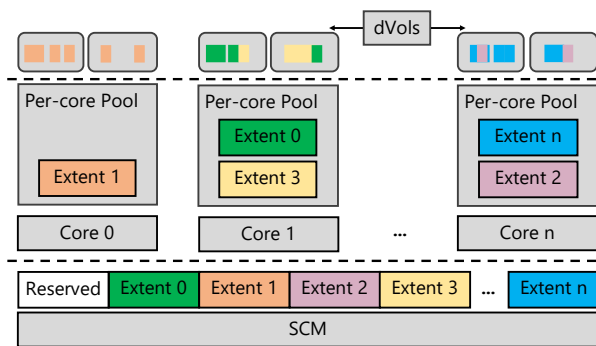 dVols
Per-core Pool
Per-core Pool
Per-core Pool
Extent 0
Extent n
Extent 1
Extent 3
Extent 2
Core 0
Core 1
...
Core n
Reserved
Extent 0
Extent 1
Extent 2
Extent 3
...
Extent n
SCM